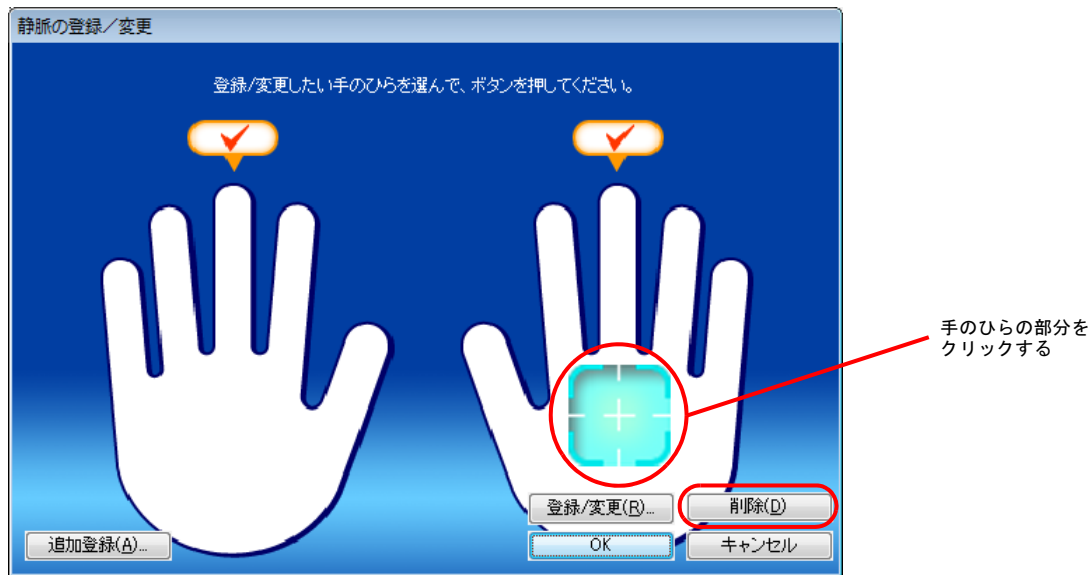 静脈の登録／変更
登録/変更したい手のひらを選んで、ボタンを押してください。
手のひらの部分を
クリックする
登録/変更(R)...
削除(D)
追加登録(A)...
OK
キャンセル